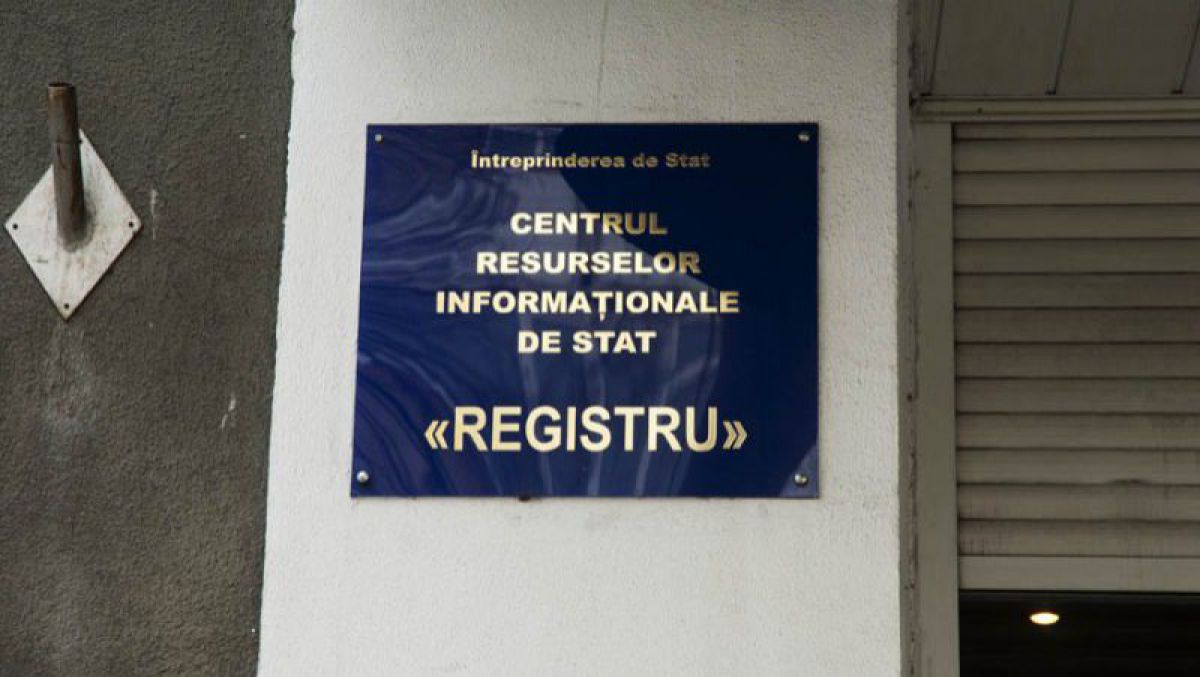 Întreprinderea de Stat
CENTRUL
RESURSELOR
INFORMAȚIONALE
DE STAT
«REGISTRU»